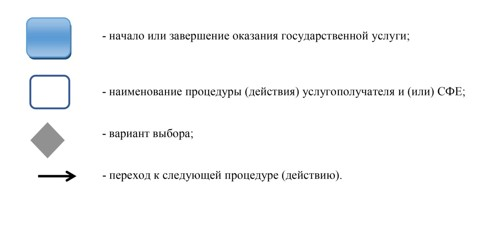 - начало или завершение оказания государственной услуги;
- наименование процедуры (действия) услугополучателя и (или) СФЕ;
- вариант выбора;
- переход к следующей процедуре (действию).